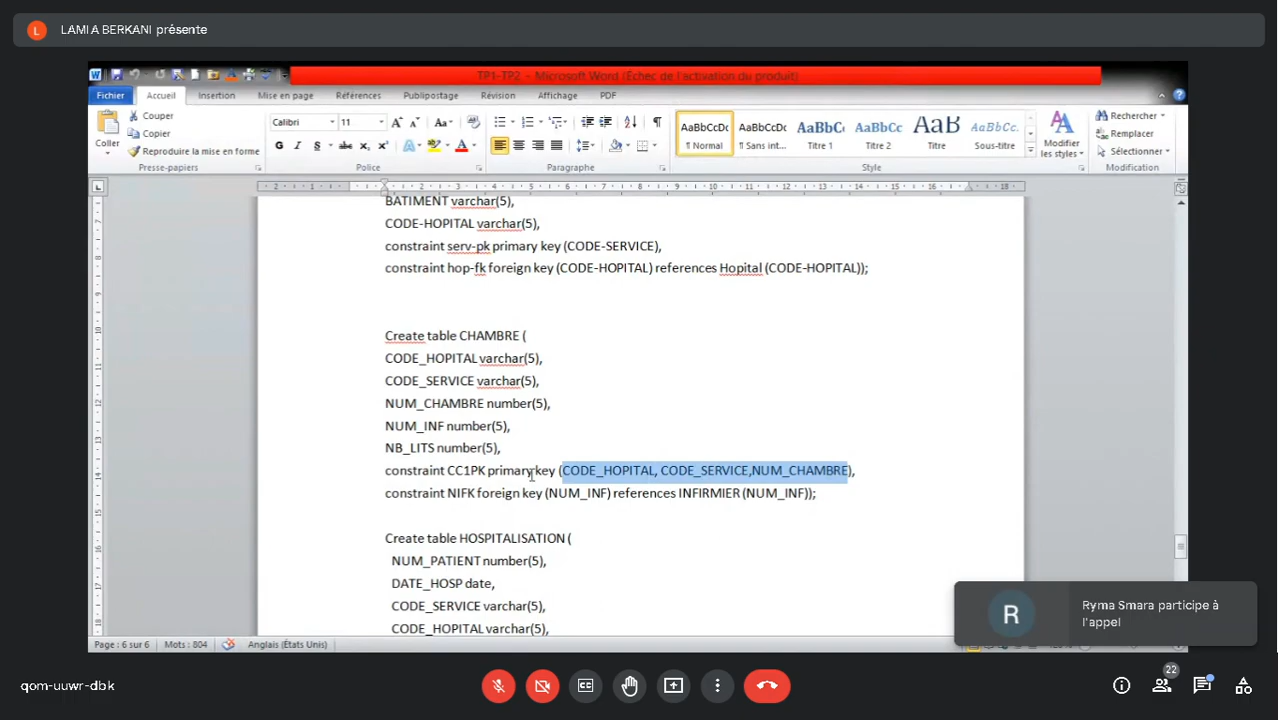 LAMIA BERKANI présente
L
TP1-TP2 - Microsoft Word (Échec de l'activation du produit)
Fichier Accueil Insertion Mise en page Références Publipostage Révision Affichage PDF
Couper
Copier
Reproduire la mise en forme
Coller
Presse-papiers
Calibri 11
G I S abc x₂ x²
Police
Paragraphe
AaBbCcDc AaBbCcDc AaBbC AaBbCc AaB AaBbCc.
¶ Normal ¶ Sans int... Titre 1 Titre 2 Titre Sous-titre
Style
Modifier les styles
Rechercher
Remplacer
Sélectionner
Modification
BATIMENT varchar(5),
CODE-HOPITAL varchar(5),
constraint serv-pk primary key (CODE-SERVICE),
constraint hop-fk foreign key (CODE-HOPITAL) references Hopital (CODE-HOPITAL));
Create table CHAMBRE (
CODE_HOPITAL varchar(5),
CODE_SERVICE varchar(5),
NUM_CHAMBRE number(5),
NUM_INF number(5),
NB_LITS number(5),
constraint CC1PK primary key (CODE_HOPITAL, CODE_SERVICE,NUM_CHAMBRE),
constraint NIFK foreign key (NUM_INF) references INFIRMIER (NUM_INF));
Create table HOSPITALISATION (
NUM_PATIENT number(5),
DATE_HOSP date,
CODE_SERVICE varchar(5),
CODE_HOPITAL varchar(5),
R
Ryma Smara participe à
l'appel
Page : 6 sur 6 Mots : 804 Anglais (États Unis)
qom-uuwr-dbk
22